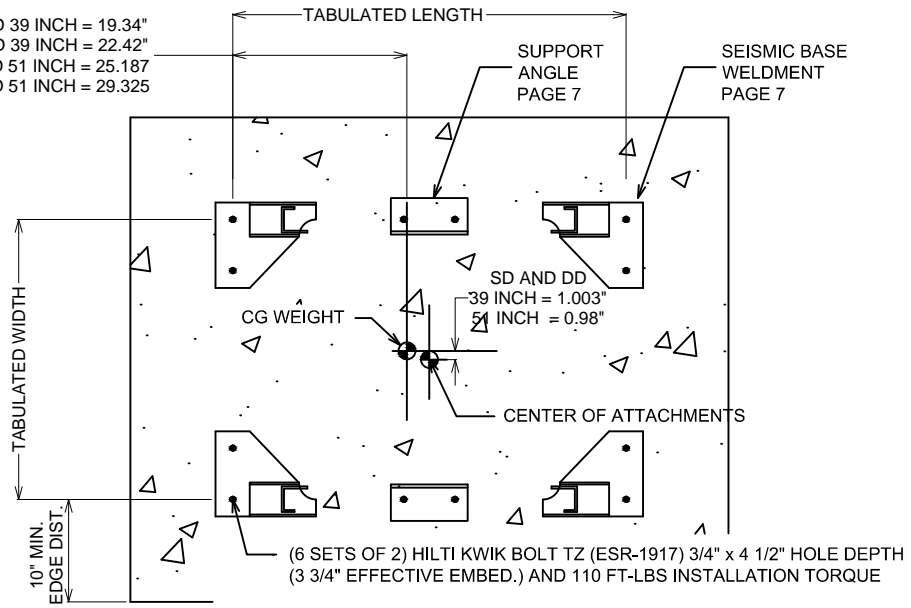 TABULATED LENGTH
39 INCH = 19.34"
39 INCH = 22.42"
51 INCH = 25.187
51 INCH = 29.325
SUPPORT
ANGLE
PAGE 7
SEISMIC BASE
WELDMENT
PAGE 7
TABULATED WIDTH
SD AND DD
39 INCH = 1.003"
51 INCH = 0.98"
CG WEIGHT
CENTER OF ATTACHMENTS
10" MIN.
EDGE DIST.
(6 SETS OF 2) HILTI KWIK BOLT TZ (ESR-1917) 3/4" x 4 1/2" HOLE DEPTH
(3 3/4" EFFECTIVE EMBED.) AND 110 FT-LBS INSTALLATION TORQUE